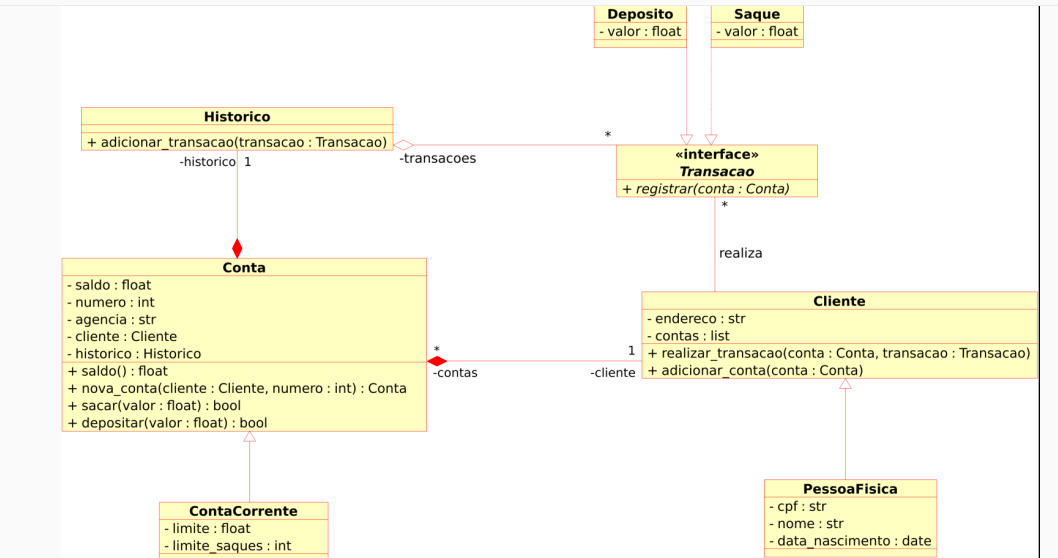 Deposito
- valor : float
Saque
- valor : float
Historico
+ adicionar_transacao(transacao : Transacao)
-historico 1
-transacoes
*
«interface»
Transacao
+ registrar(conta : Conta)
*
realiza
Conta
- saldo : float
- numero : int
- agencia : str
- cliente : Cliente
- historico : Historico
+ saldo() : float
+ nova_conta(cliente : Cliente, numero : int) : Conta
+ sacar(valor : float) : bool
+ depositar(valor : float) : bool
*
-contas
1
-cliente
Cliente
- endereco : str
- contas : list
+ realizar_transacao(conta : Conta, transacao : Transacao)
+ adicionar_conta(conta : Conta)
ContaCorrente
- limite : float
- limite_saques : int
PessoaFisica
- cpf : str
- nome : str
- data_nascimento : date